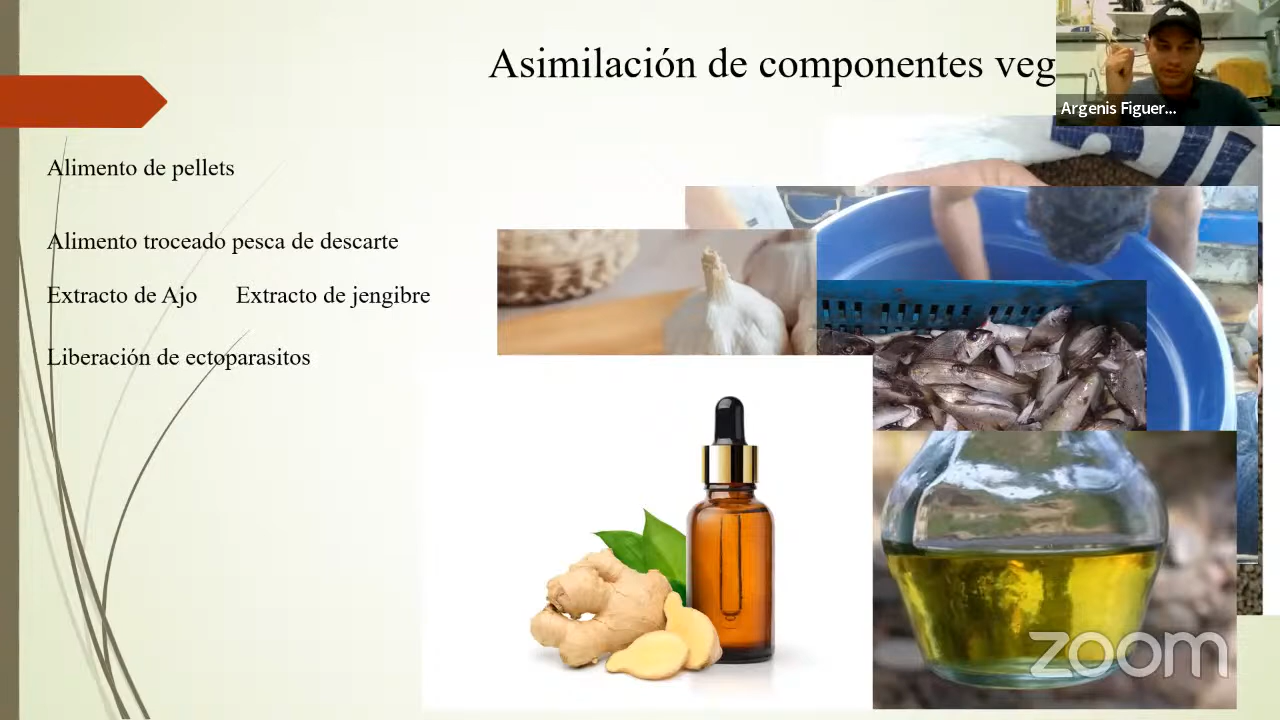 Asimilación de componentes veg
Argenis Figuer...
Alimento de pellets
Alimento troceado pesca de descarte
Extracto de Ajo Extracto de jengibre
Liberación de ectoparasitos
zoom